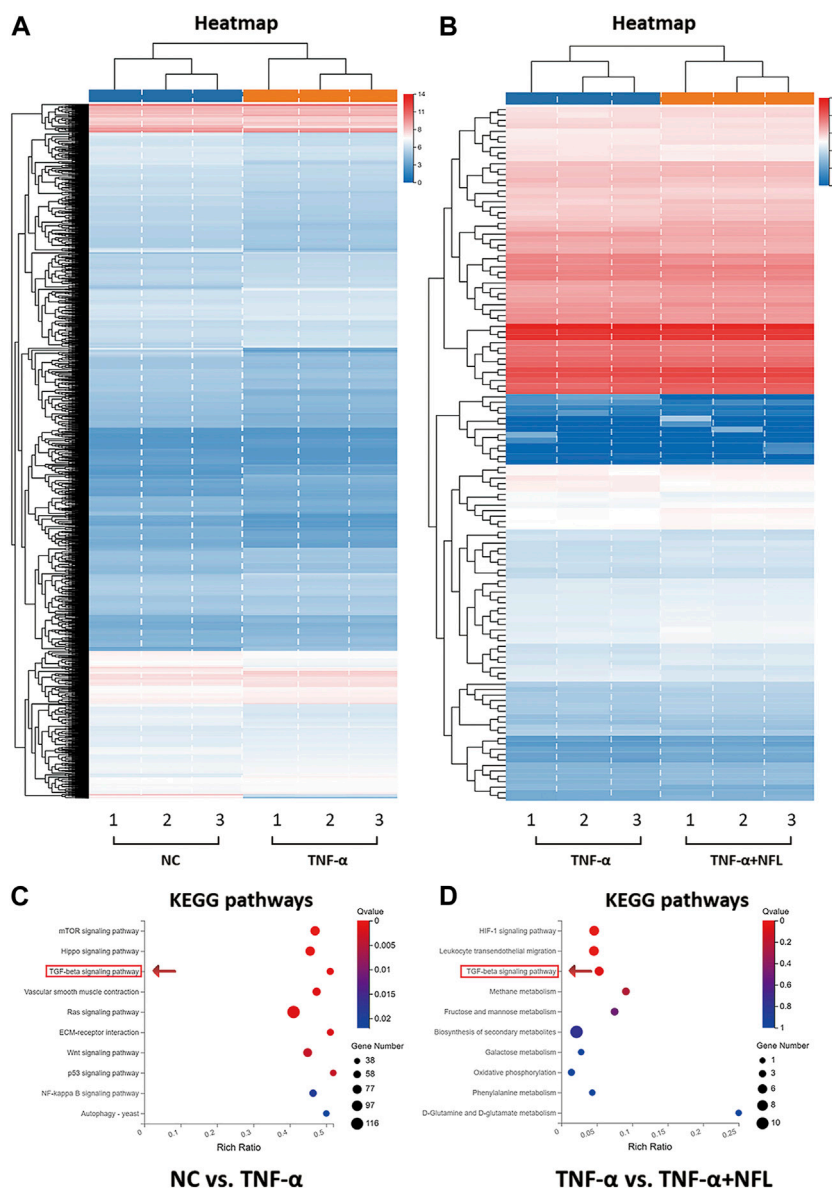 A
Heatmap
14
11
8
6
3
0
1 2 3 1 2 3
NC TNF-α
B
Heatmap
1 2 3 1 2 3
TNF-α TNF-α+NFL
C
KEGG pathways
mTOR signaling pathway
Hippo signaling pathway
TGF-beta signaling pathway
Vascular smooth muscle contraction
Ras signaling pathway
ECM-receptor interaction
Wnt signaling pathway
p53 signaling pathway
NF-kappa B signaling pathway
Autophagy - yeast
0 0.1 0.2 0.3 0.4 0.5
Rich Ratio
Qvalue
0
0.005
0.01
0.02
Gene Number
38
58
77
97
116
NC vs. TNF-α
D
KEGG pathways
HIF-1 signaling pathway
Leukocyte transendothelial migration
TGF-beta signaling pathway
Methane metabolism
Fructose and mannose metabolism
Biosynthesis of secondary metabolites
Galactose metabolism
Oxidative phosphorylation
Phenylalanine metabolism
D-Glutamine and D-glutamate metabolism
0 0.05 0.1 0.15 0.2 0.25
Rich Ratio
Qvalue
0
0.2
0.4
0.6
0.8
1
Gene Number
1
3
6
8
10
TNF-α vs. TNF-α+NFL